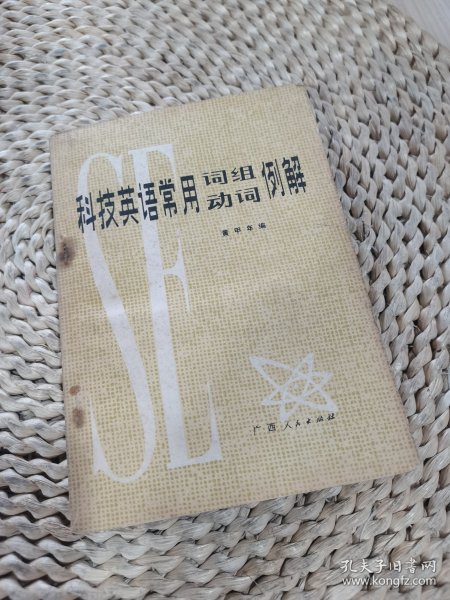 SE
科技英语常用词组动词例解
黄甲年编
广西人民出版社
孔夫子旧书网
www.kongfz.com